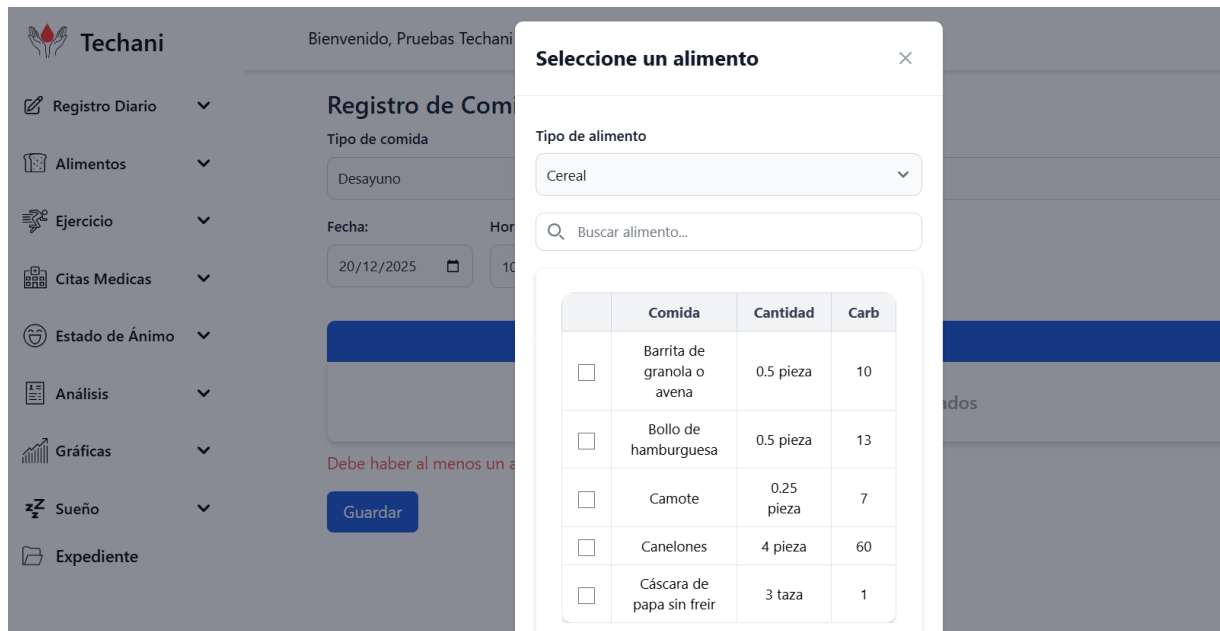 Techani
Bienvenido, Pruebas Techani
Registro Diario
Alimentos
Ejercicio
Citas Medicas
Estado de Ánimo
Análisis
Gráficas
Sueño
Expediente
Registro de Comi
Tipo de comida
Desayuno
Fecha:
Hor
20/12/2025
10
ados
Debe haber al menos un a
Guardar
Seleccione un alimento
Tipo de alimento
Cereal
Buscar alimento...
Comida Cantidad Carb
Barrita de
granola o 0.5 pieza 10
avena
Bollo de
hamburguesa 0.5 pieza 13
Camote 0.25 7
pieza
Canelones 4 pieza 60
Cáscara de
papa sin freir 3 taza 1